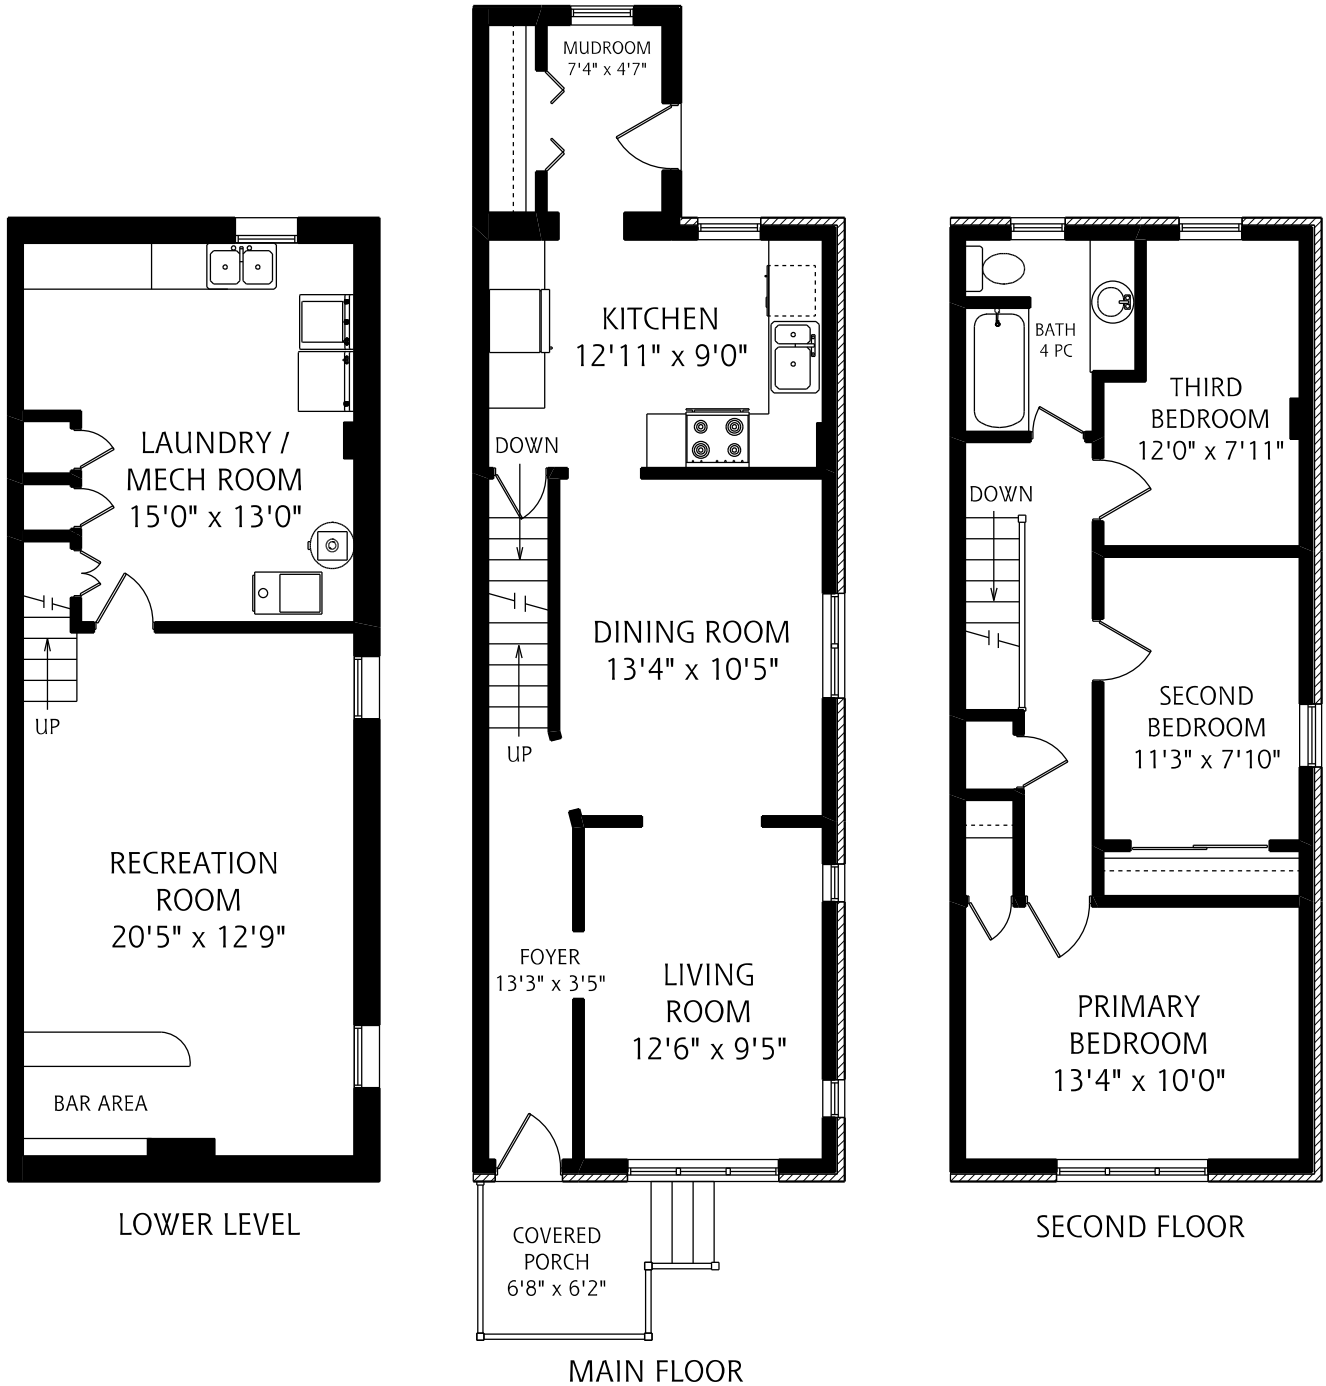 LAUNDRY /
MECH ROOM
15'0" x 13'0"
UP
RECREATION
ROOM
20'5" x 12'9"
BAR AREA
LOWER LEVEL
MUDROOM
7'4" x 4'7"
KITCHEN
12'11" x 9'0"
DOWN
DINING ROOM
13'4" x 10'5"
UP
FOYER
13'3" x 3'5"
LIVING
ROOM
12'6" x 9'5"
COVERED
PORCH
6'8" x 6'2"
MAIN FLOOR
BATH
4 PC
THIRD
BEDROOM
12'0" x 7'11"
DOWN
SECOND
BEDROOM
11'3" x 7'10"
PRIMARY
BEDROOM
13'4" x 10'0"
SECOND FLOOR